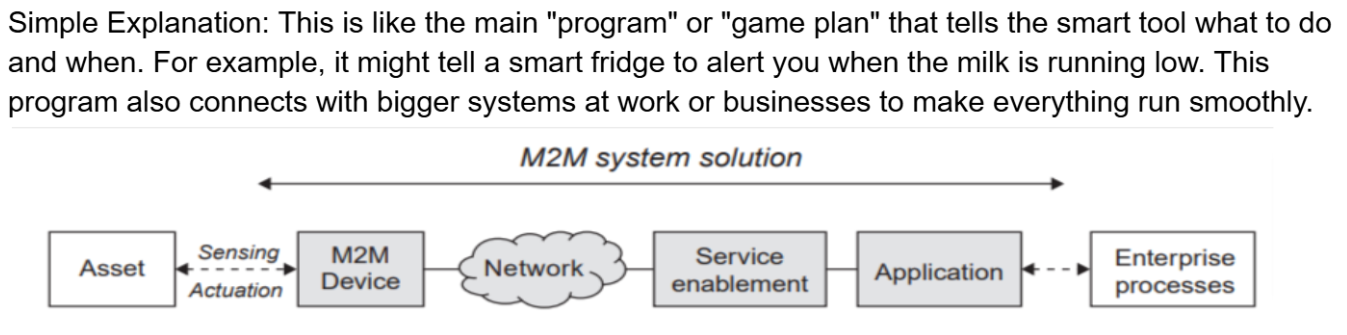 Simple Explanation: This is like the main "program" or "game plan" that tells the smart tool what to do
and when. For example, it might tell a smart fridge to alert you when the milk is running low. This
program also connects with bigger systems at work or businesses to make everything run smoothly.
M2M system solution
Asset
Sensing
Actuation
M2M
Device
Network
Service
enablement
Application
Enterprise
processes